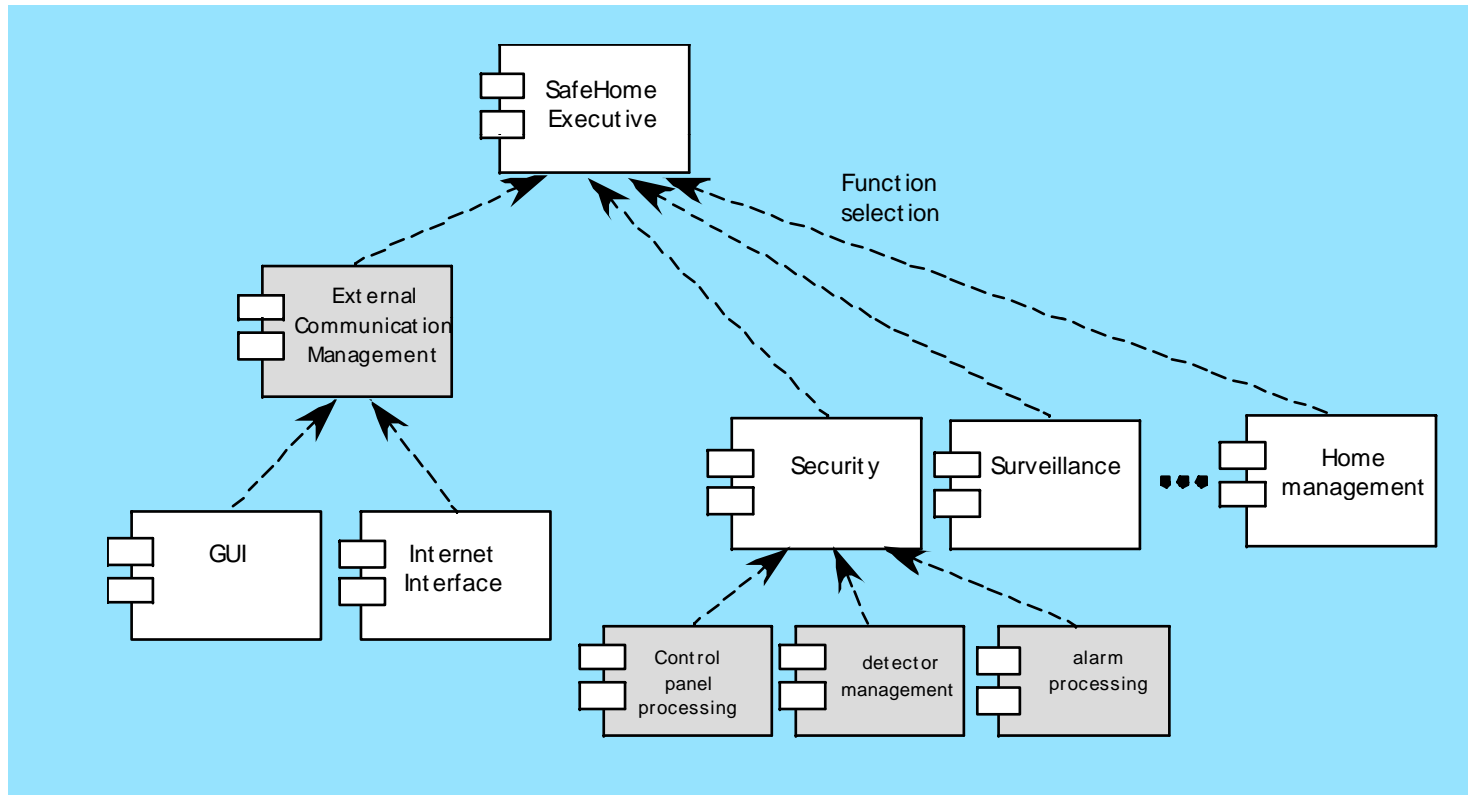 SafeHome
Executive
Function
selection
External
Communication
Management
Security
Surveillance
Home
management
GUI
Internet
Interface
Control
panel
processing
detector
management
alarm
processing